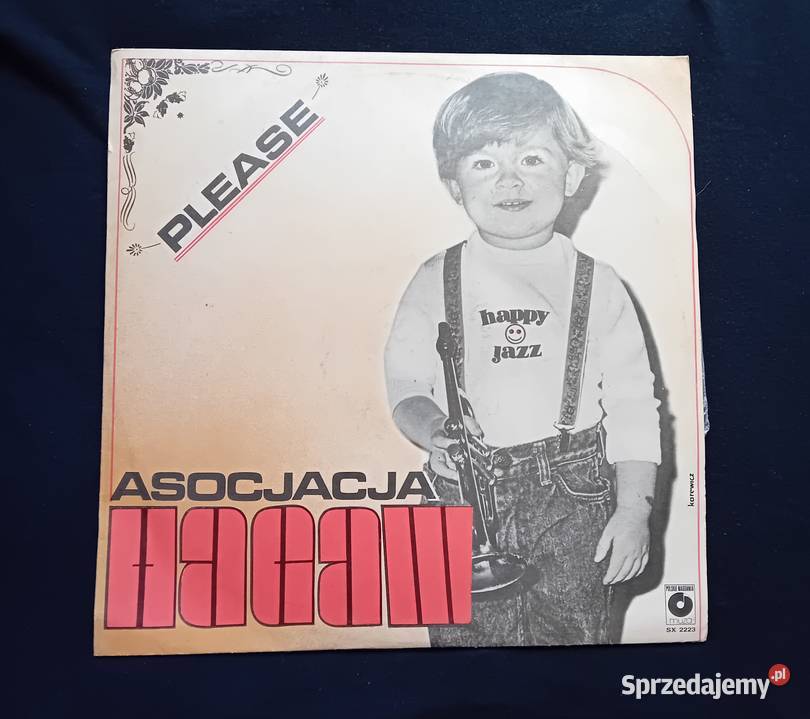 PLEASE
happy
jazz
ASOCJACJA
HAGAW
karewicz
POLSKIE NAGRANIA
muza
SX 2223
Sprzedajemy.pl